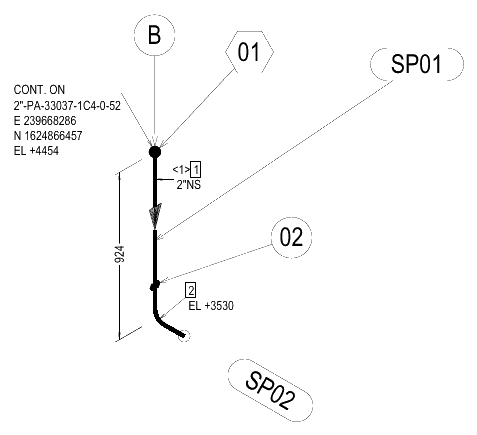 B
01
SP01
CONT. ON
2"-PA-33037-1C4-0-52
E 239668286
N 1624866457
EL +4454
<1> 1
2"NS
924
02
2
EL +3530
SP02